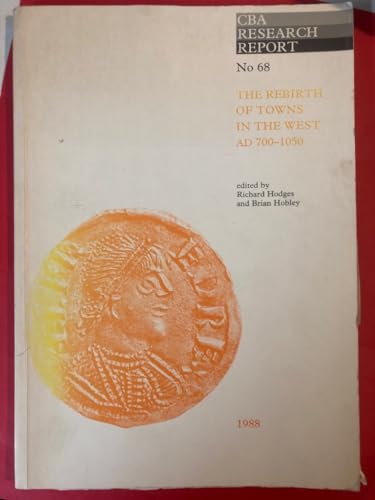 CBA
RESEARCH
REPORT
No 68
THE REBIRTH
OF TOWNS
IN THE WEST
AD 700–1050
edited by
Richard Hodges
and Brian Hobley
1988